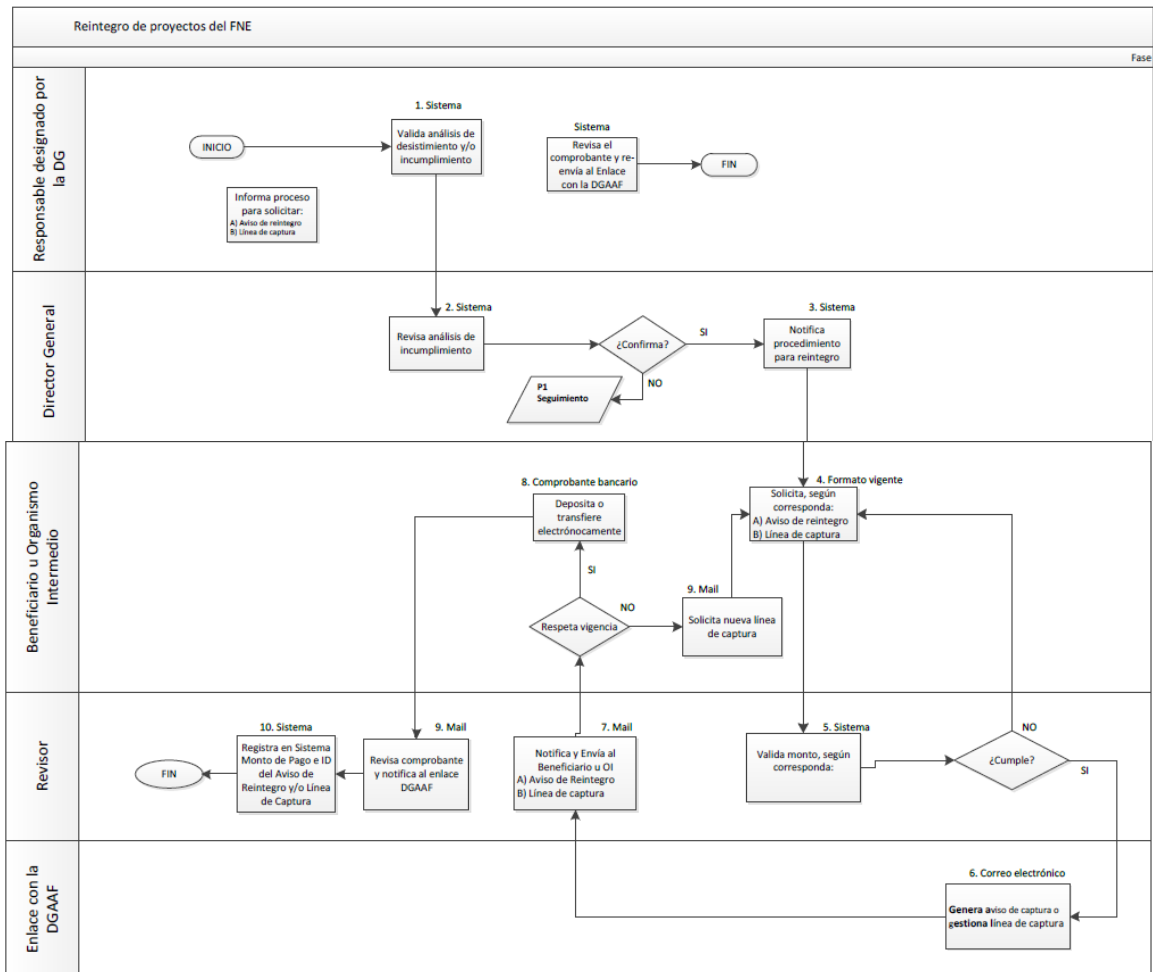 Reintegro de proyectos del FNE
Fase
Responsable designado por
la DG
1. Sistema
INICIO
Valida análisis de
desistimiento y/o
incumplimiento
Sistema
Revisa el
comprobante y re-
envía al Enlace
con la DGAAF
FIN
Informa proceso
para solicitar:
A) Aviso de reintegro
B) Línea de captura
Director General
2. Sistema
Revisa análisis de
incumplimiento
¿Confirma?
SI
NO
P1
Seguimiento
3. Sistema
Notifica
procedimiento
para reintegro
Beneficiario u Organismo
Intermedio
8. Comprobante bancario
Deposita o
transfiere
electrónocamente
SI
Respeta vigencia
NO
9. Mail
Solicita nueva línea
de captura
4. Formato vigente
Solicita, según
corresponda:
A) Aviso de reintegro
B) Línea de captura
Revisor
FIN
10. Sistema
Registra en Sistema
Monto de Pago e ID
del Aviso de
Reintegro y/o Línea
de Captura
9. Mail
Revisa comprobante
y notifica al enlace
DGAAF
7. Mail
Notifica y Envía al
Beneficiario u OI
A) Aviso de Reintegro
B) Línea de captura
5. Sistema
Valida monto, según
corresponda:
¿Cumple?
NO
SI
Enlace con la
DGAAF
6. Correo electrónico
Genera aviso de captura o
gestiona línea de captura